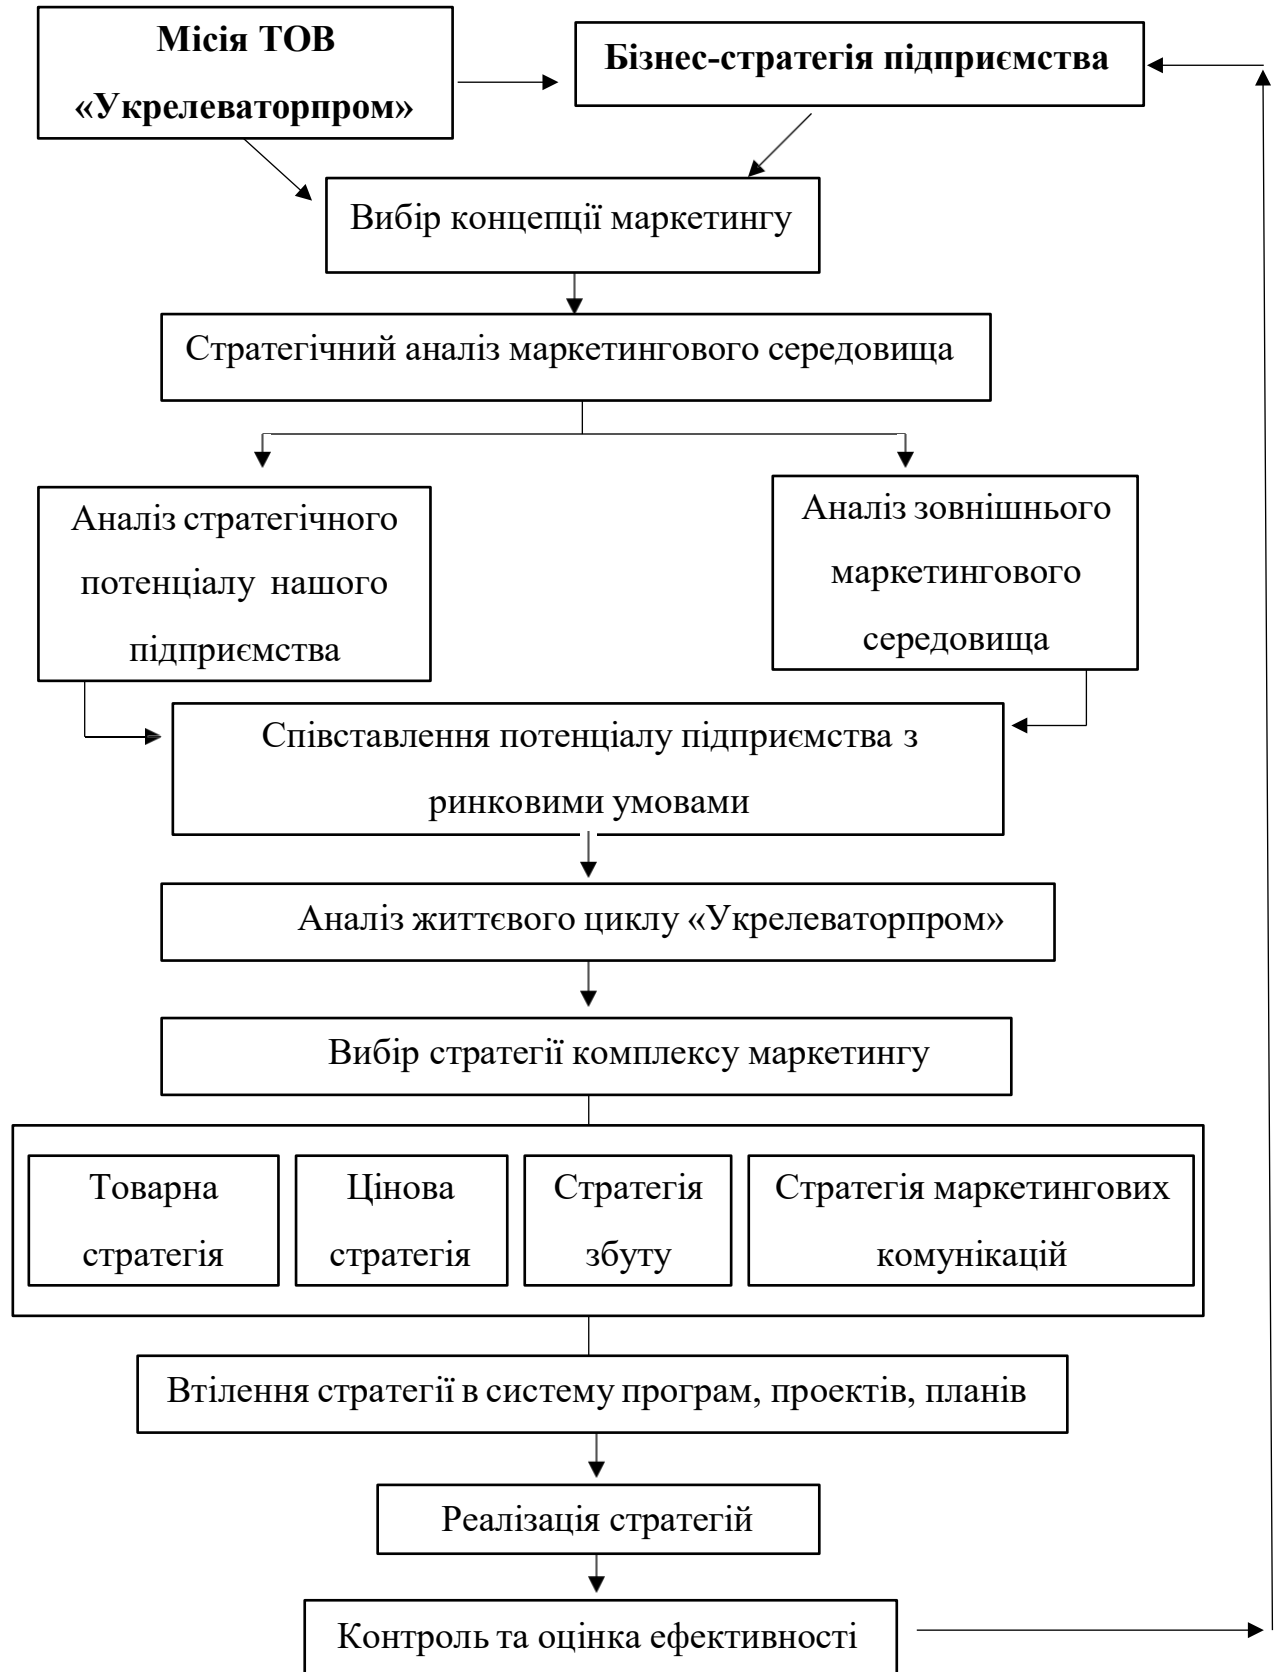 Місія ТОВ
«Укрелеваторпром»
Бізнес-стратегія підприємства
Вибір концепції маркетингу
Стратегічний аналіз маркетингового середовища
Аналіз стратегічного
потенціалу нашого
підприємства
Аналіз зовнішнього
маркетингового
середовища
Співставлення потенціалу підприємства з
ринковими умовами
Аналіз життєвого циклу «Укрелеваторпром»
Вибір стратегії комплексу маркетингу
Товарна
стратегія
Цінова
стратегія
Стратегія
збуту
Стратегія маркетингових
комунікацій
Втілення стратегії в систему програм, проектів, планів
Реалізація стратегій
Контроль та оцінка ефективності